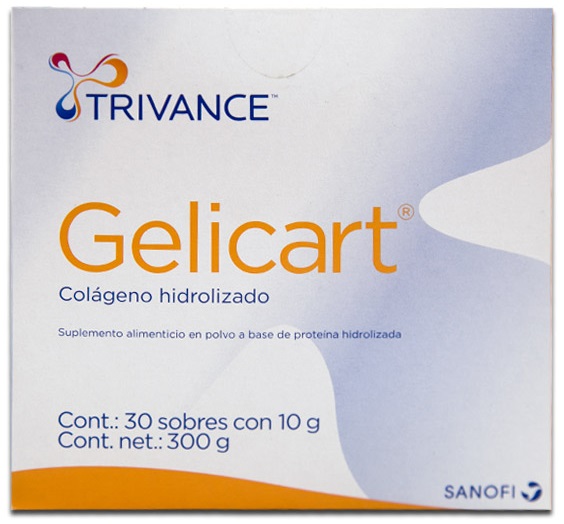 TRIVANCE™
Gelicart®
Colágeno hidrolizado
Suplemento alimenticio en polvo a base de proteína hidrolizada
Cont.: 30 sobres con 10 g
Cont. net.: 300 g
SANOFI